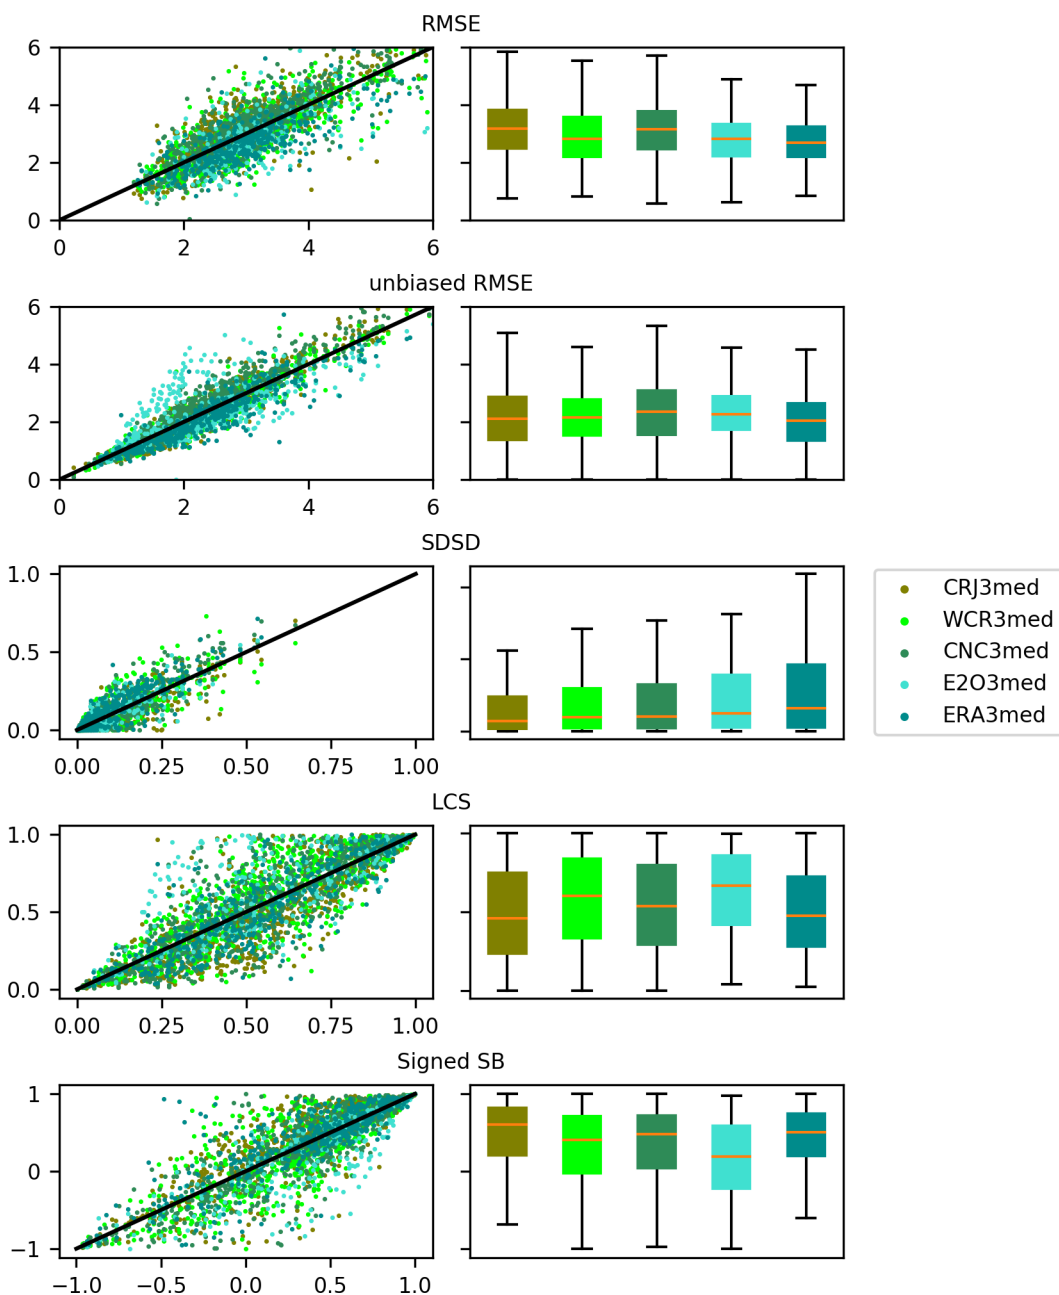 RMSE
6
4
2
0
0 2 4 6
unbiased RMSE
6
4
2
0
0 2 4 6
SDSD
1.0
0.5
0.0
0.00 0.25 0.50 0.75 1.00
CRJ3med
WCR3med
CNC3med
E2O3med
ERA3med
LCS
1.0
0.5
0.0
0.00 0.25 0.50 0.75 1.00
Signed SB
1
0
−1
−1.0 −0.5 0.0 0.5 1.0